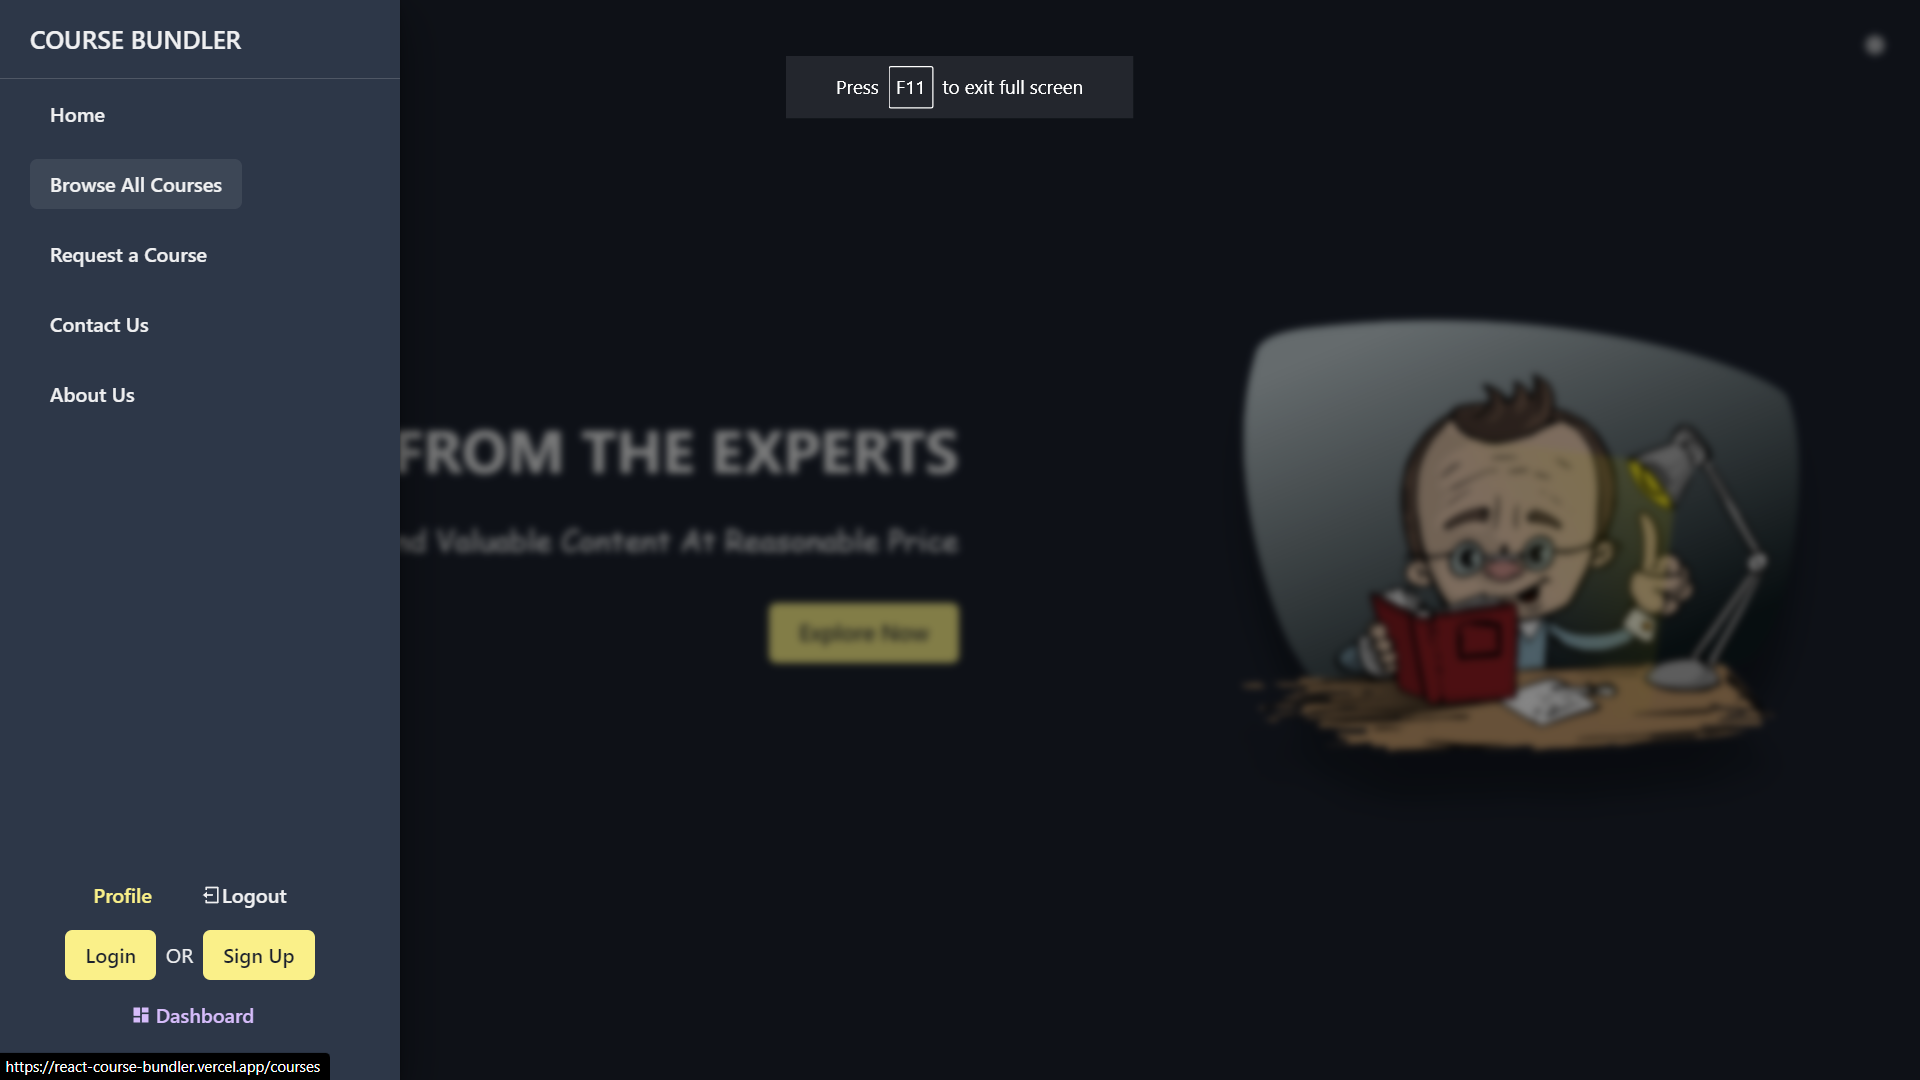 COURSE BUNDLER
Press F11 to exit full screen
Home
Browse All Courses
Request a Course
Contact Us
About Us
FROM THE EXPERTS
nd Valuable Content At Reasonable Price
Explore Now
Profile
Logout
Login OR Sign Up
Dashboard
https://react-course-bundler.vercel.app/courses